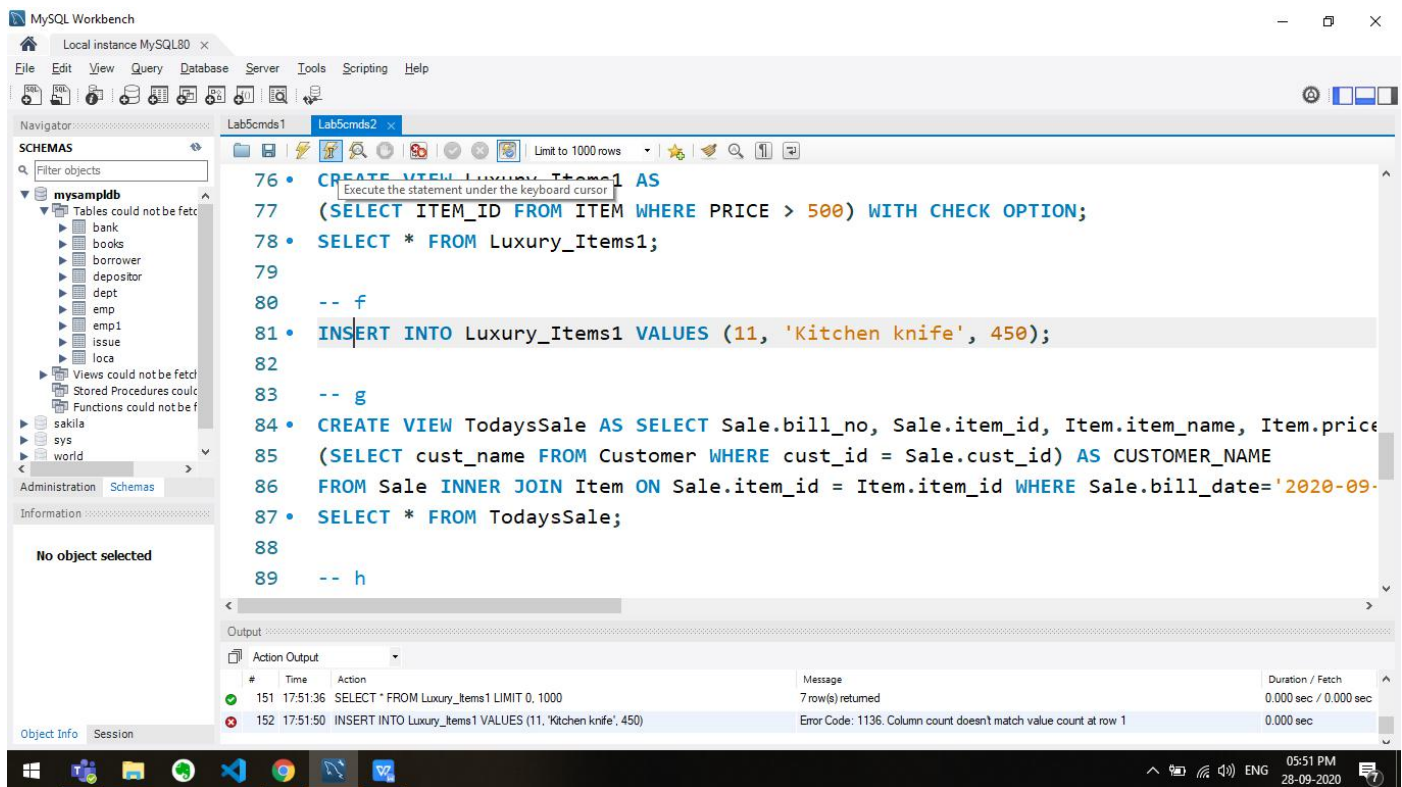 MySQL Workbench
Local instance MySQL80
File Edit View Query Database Server Tools Scripting Help
Navigator
SCHEMAS
Filter objects
mysampldb
Tables could not be fetc
bank
books
borrower
depositor
dept
emp
emp1
issue
loca
Views could not be fetch
Stored Procedures could
Functions could not be f
sakila
sys
world
Administration Schemas
Information
No object selected
Object Info Session
Lab5cmds1 Lab5cmds2
Limit to 1000 rows
76 CREATE VIEW Luxury_Items1 AS
Execute the statement under the keyboard cursor
77 (SELECT ITEM_ID FROM ITEM WHERE PRICE > 500) WITH CHECK OPTION;
78 SELECT * FROM Luxury_Items1;
79
80 -- f
81 INSERT INTO Luxury_Items1 VALUES (11, 'Kitchen knife', 450);
82
83 -- g
84 CREATE VIEW TodaysSale AS SELECT Sale.bill_no, Sale.item_id, Item.item_name, Item.price
85 (SELECT cust_name FROM Customer WHERE cust_id = Sale.cust_id) AS CUSTOMER_NAME
86 FROM Sale INNER JOIN Item ON Sale.item_id = Item.item_id WHERE Sale.bill_date='2020-09-
87 SELECT * FROM TodaysSale;
88
89 -- h
Output
Action Output
# Time Action Message Duration / Fetch
151 17:51:36 SELECT * FROM Luxury_Items1 LIMIT 0, 1000 7 row(s) returned 0.000 sec / 0.000 sec
152 17:51:50 INSERT INTO Luxury_Items1 VALUES (11, 'Kitchen knife', 450) Error Code: 1136. Column count doesn't match value count at row 1 0.000 sec
ENG
05:51 PM
28-09-2020